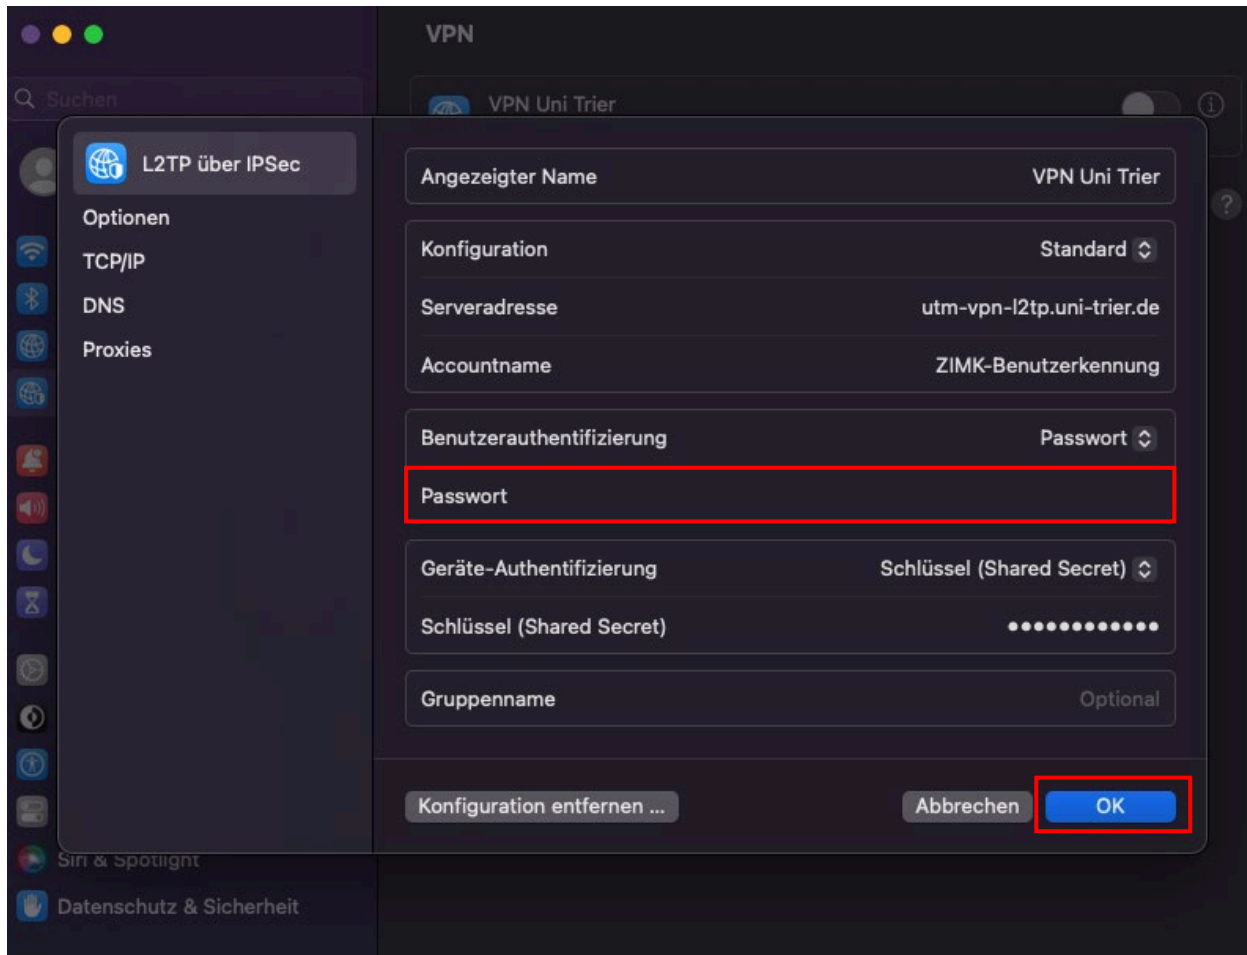 VPN
Suchen
VPN Uni Trier
L2TP über IPSec
Optionen
TCP/IP
DNS
Proxies
Angezeigter Name VPN Uni Trier
Konfiguration Standard
Serveradresse utm-vpn-l2tp.uni-trier.de
Accountname ZIMK-Benutzerkennung
Benutzerauthentifizierung Passwort
Passwort
Geräte-Authentifizierung Schlüssel (Shared Secret)
Schlüssel (Shared Secret) ••••••••••••
Gruppenname Optional
Konfiguration entfernen ... Abbrechen OK
Siri & Spotlight
Datenschutz & Sicherheit